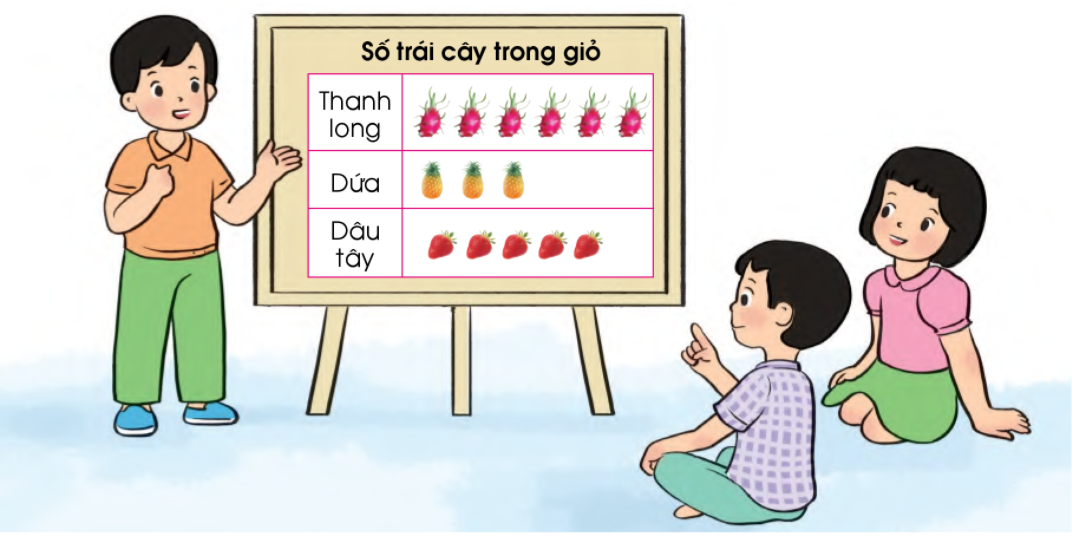 Số trái cây trong giỏ
Thanh
long
Dứa
Dâu
tây